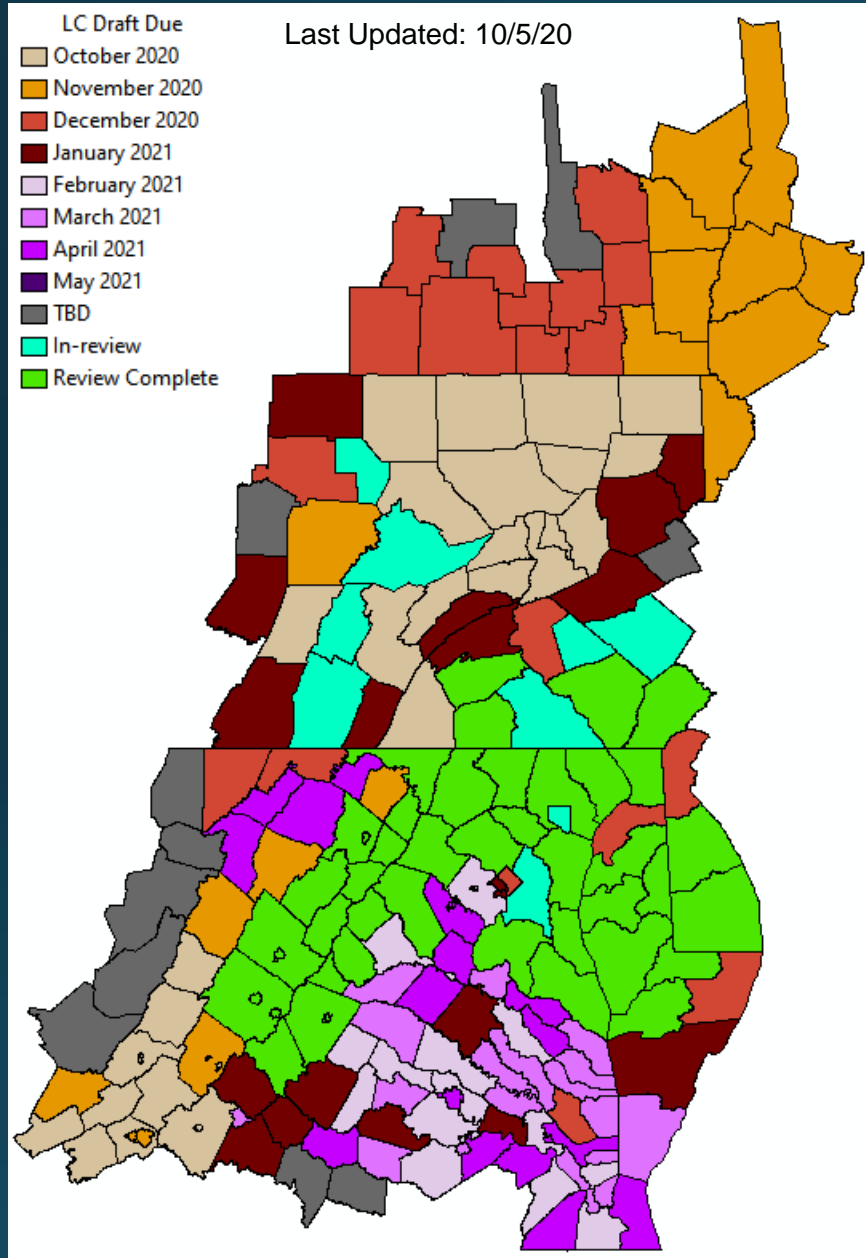 LC Draft Due
Last Updated: 10/5/20
October 2020
November 2020
December 2020
January 2021
February 2021
March 2021
April 2021
May 2021
TBD
In-review
Review Complete